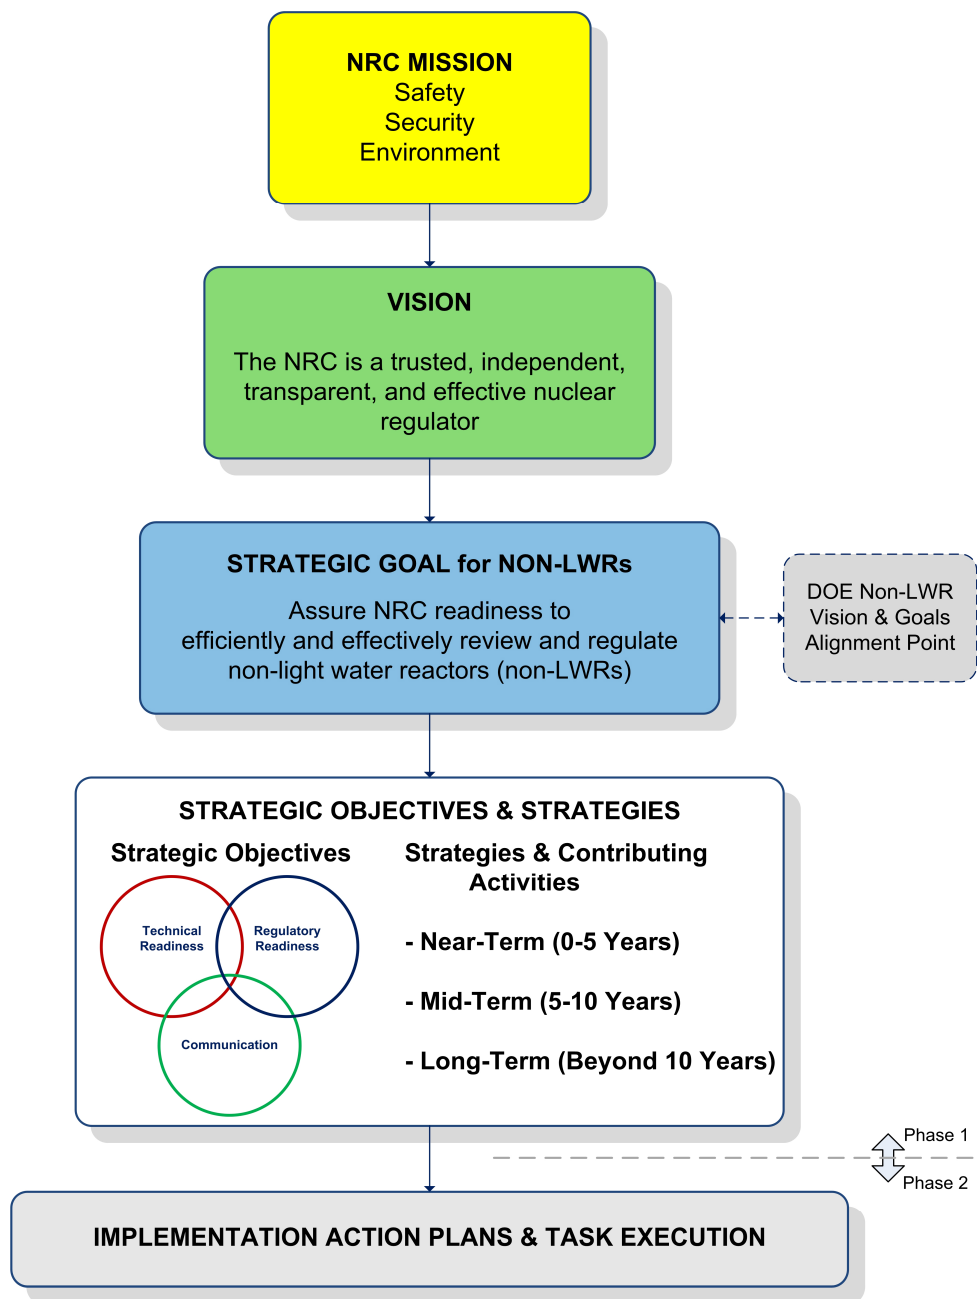 NRC MISSION
Safety
Security
Environment
VISION
The NRC is a trusted, independent,
transparent, and effective nuclear
regulator
STRATEGIC GOAL for NON-LWRs
Assure NRC readiness to
efficiently and effectively review and regulate
non-light water reactors (non-LWRs)
DOE Non-LWR
Vision & Goals
Alignment Point
STRATEGIC OBJECTIVES & STRATEGIES
Strategic Objectives
Technical
Readiness
Regulatory
Readiness
Communication
Strategies & Contributing
Activities
- Near-Term (0-5 Years)
- Mid-Term (5-10 Years)
- Long-Term (Beyond 10 Years)
Phase 1
Phase 2
IMPLEMENTATION ACTION PLANS & TASK EXECUTION